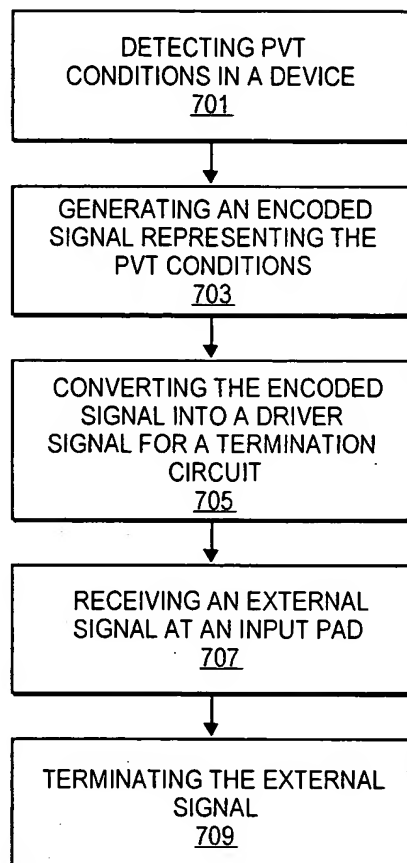 DETECTING PVT
CONDITIONS IN A DEVICE
701
GENERATING AN ENCODED
SIGNAL REPRESENTING THE
PVT CONDITIONS
703
CONVERTING THE ENCODED
SIGNAL INTO A DRIVER
SIGNAL FOR A TERMINATION
CIRCUIT
705
RECEIVING AN EXTERNAL
SIGNAL AT AN INPUT PAD
707
TERMINATING THE EXTERNAL
SIGNAL
709